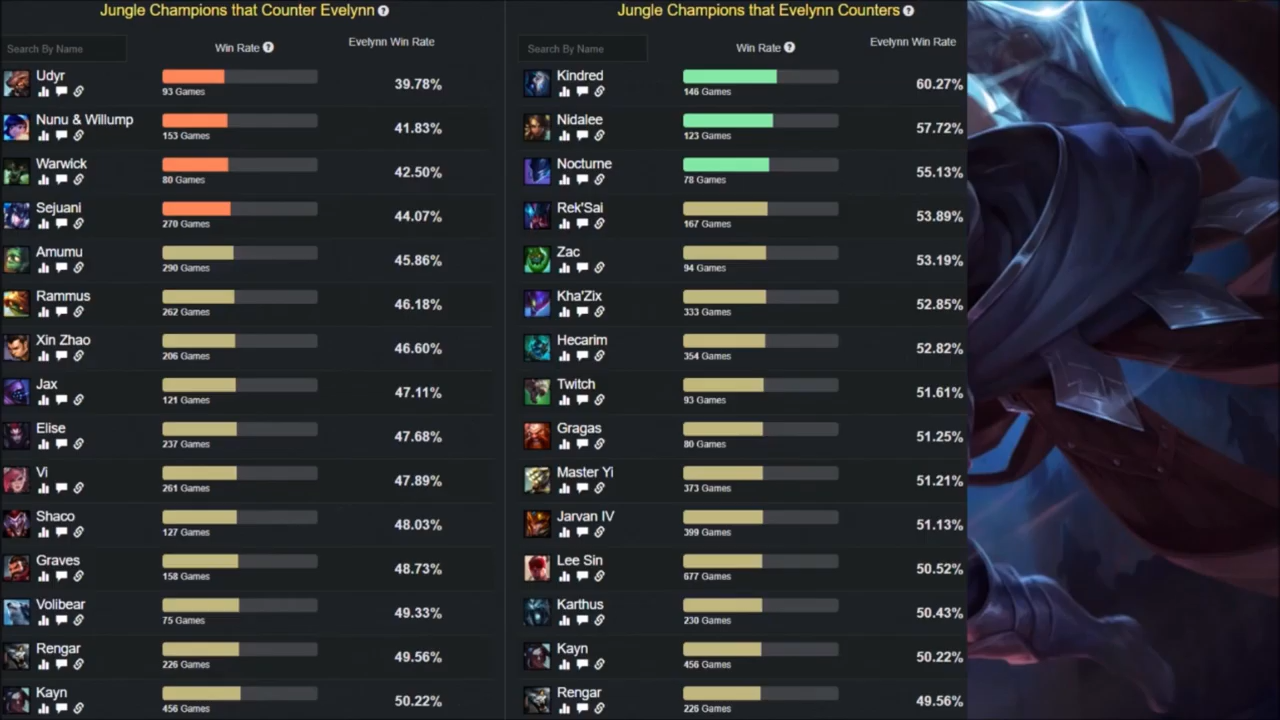 Jungle Champions that Counter Evelynn
Search By Name
Win Rate
Evelynn Win Rate
Udyr
93 Games
39.78%
Nunu & Willump
153 Games
41.83%
Warwick
80 Games
42.50%
Sejuani
270 Games
44.07%
Amumu
290 Games
45.86%
Rammus
262 Games
46.18%
Xin Zhao
206 Games
46.60%
Jax
121 Games
47.11%
Elise
237 Games
47.68%
Vi
261 Games
47.89%
Shaco
127 Games
48.03%
Graves
158 Games
48.73%
Volibear
75 Games
49.33%
Rengar
226 Games
49.56%
Kayn
456 Games
50.22%
Jungle Champions that Evelynn Counters
Search By Name
Win Rate
Evelynn Win Rate
Kindred
146 Games
60.27%
Nidalee
123 Games
57.72%
Nocturne
78 Games
55.13%
Rek'Sai
167 Games
53.89%
Zac
94 Games
53.19%
Kha'Zix
333 Games
52.85%
Hecarim
354 Games
52.82%
Twitch
93 Games
51.61%
Gragas
80 Games
51.25%
Master Yi
373 Games
51.21%
Jarvan IV
399 Games
51.13%
Lee Sin
677 Games
50.52%
Karthus
230 Games
50.43%
Kayn
456 Games
50.22%
Rengar
226 Games
49.56%